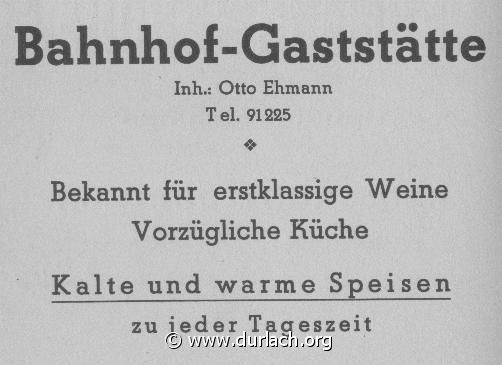 Bahnhof-Gaststätte
Inh.: Otto Ehmann
Tel. 91225
Bekannt für erstklassige Weine
Vorzügliche Küche
Kalte und warme Speisen
zu jeder Tageszeit
© www.durlach.org